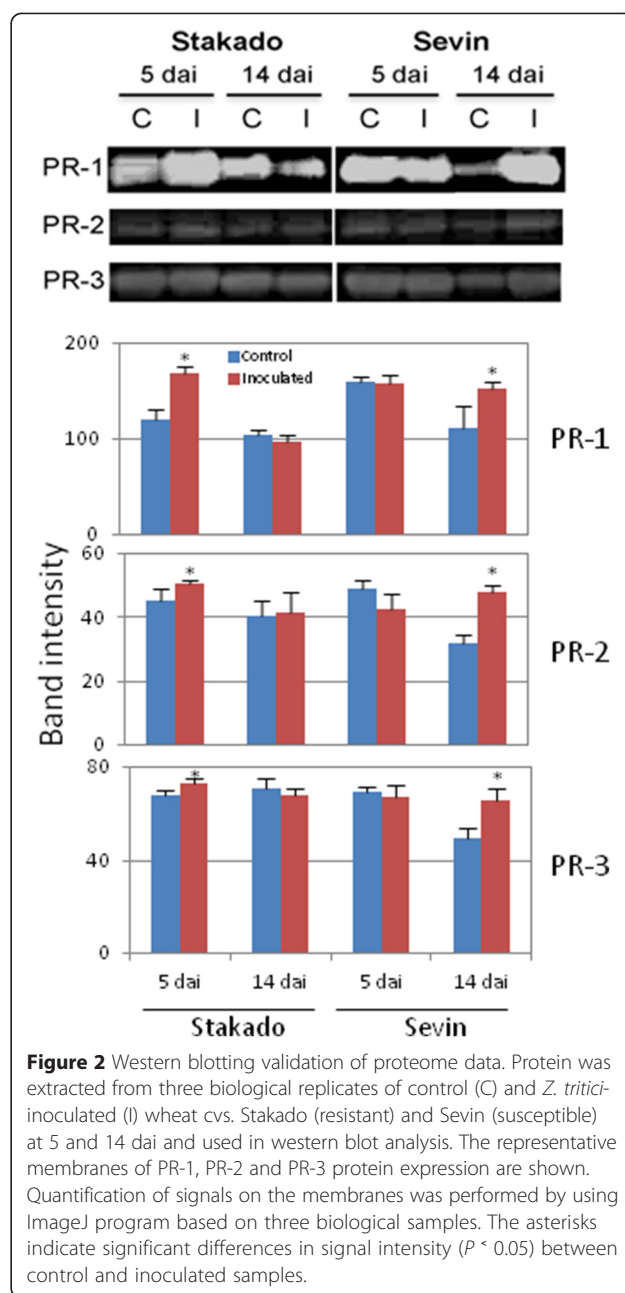 Stakado Sevin
5 dai 14 dai 5 dai 14 dai
C I C I C I C I
PR-1
PR-2
PR-3
200
100
0
*
*
Control
Inoculated
PR-1
Band intensity
60
40
20
0
*
*
PR-2
80
40
0
*
*
PR-3
5 dai 14 dai 5 dai 14 dai
Stakado Sevin
Figure 2 Western blotting validation of proteome data. Protein was
extracted from three biological replicates of control (C) and Z. tritici-
inoculated (I) wheat cvs. Stakado (resistant) and Sevin (susceptible)
at 5 and 14 dai and used in western blot analysis. The representative
membranes of PR-1, PR-2 and PR-3 protein expression are shown.
Quantification of signals on the membranes was performed by using
ImageJ program based on three biological samples. The asterisks
indicate significant differences in signal intensity (P < 0.05) between
control and inoculated samples.